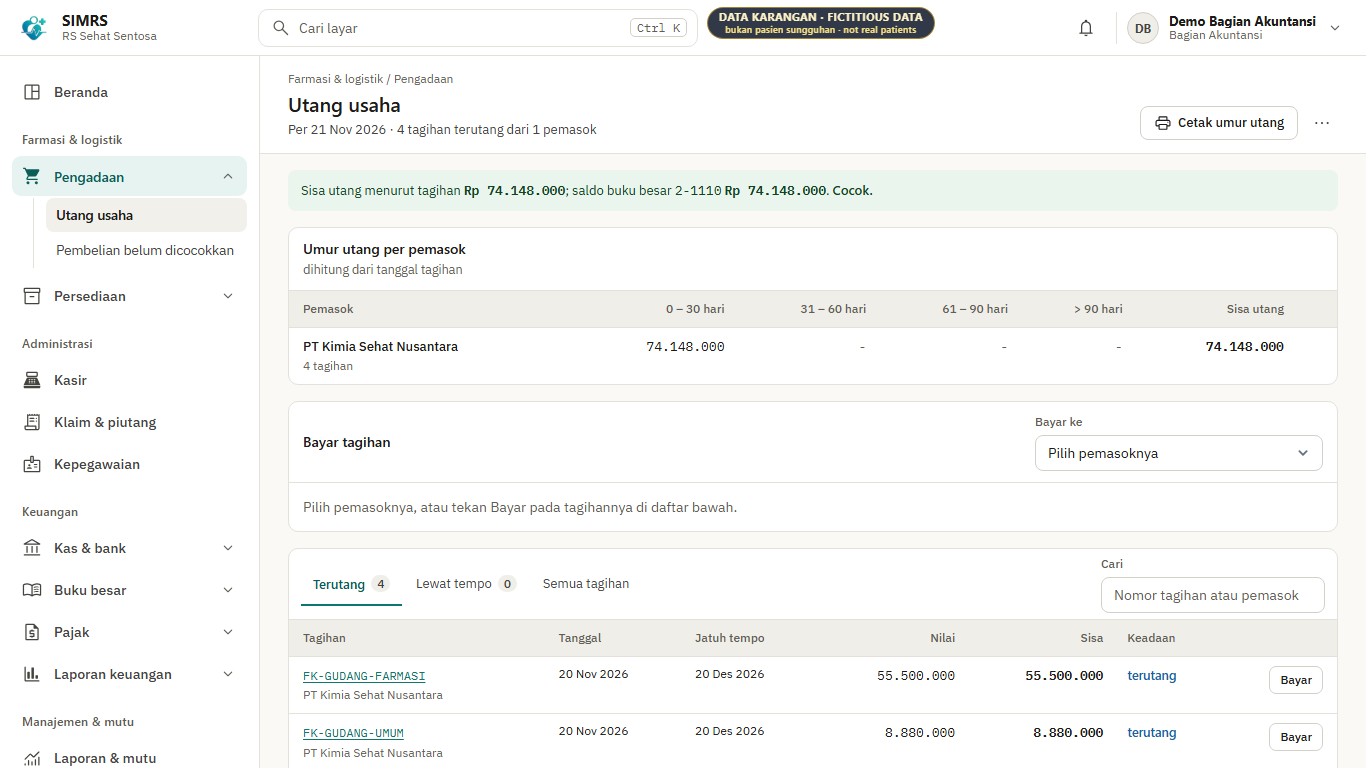 SIMRS
RS Sehat Sentosa
Cari layar
Ctrl K
DATA KARANGAN - FICTITIOUS DATA
bukan pasien sungguhan - not real patients
DB
Demo Bagian Akuntansi
Bagian Akuntansi
Beranda
Farmasi & logistik
Pengadaan
Utang usaha
Pembelian belum dicocokkan
Persediaan
Administrasi
Kasir
Klaim & piutang
Kepegawaian
Keuangan
Kas & bank
Buku besar
Pajak
Laporan keuangan
Manajemen & mutu
Laporan & mutu
Farmasi & logistik / Pengadaan
Utang usaha
Per 21 Nov 2026 · 4 tagihan terutang dari 1 pemasok
Cetak umur utang
Sisa utang menurut tagihan Rp 74.148.000; saldo buku besar 2-1110 Rp 74.148.000. Cocok.
Umur utang per pemasok
dihitung dari tanggal tagihan
Pemasok 0 – 30 hari 31 – 60 hari 61 – 90 hari > 90 hari Sisa utang
PT Kimia Sehat Nusantara 74.148.000 - - - 74.148.000
4 tagihan
Bayar tagihan
Bayar ke
Pilih pemasoknya
Pilih pemasoknya, atau tekan Bayar pada tagihannya di daftar bawah.
Terutang 4 Lewat tempo 0 Semua tagihan
Cari
Nomor tagihan atau pemasok
Tagihan Tanggal Jatuh tempo Nilai Sisa Keadaan
FK-GUDANG-FARMASI 20 Nov 2026 20 Des 2026 55.500.000 55.500.000 terutang Bayar
PT Kimia Sehat Nusantara
FK-GUDANG-UMUM 20 Nov 2026 20 Des 2026 8.880.000 8.880.000 terutang Bayar
PT Kimia Sehat Nusantara